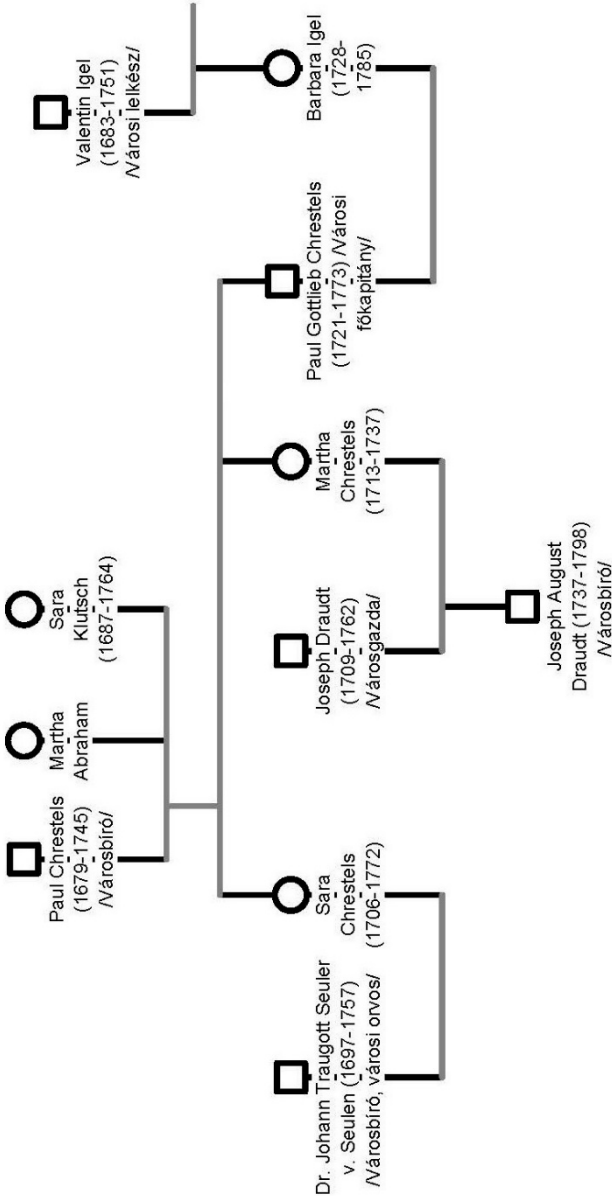 Paul Chrestels
(1679-1745)
/Városbíró/
Martha
Abraham
Sara
Klutsch
(1687-1764)
Valentin Igel
(1683-1751)
/Városi lelkész/
Dr. Johann Traugott Seuler
v. Seulen (1697-1757)
/Városbíró, városi orvos/
Sara
Chrestels
(1706-1772)
Joseph Draudt
(1709-1762)
/Városgazda/
Martha
Chrestels
(1713-1737)
Paul Gottlieb Chrestels
(1721-1773) /Városi
főkapitány/
Barbara Igel
(1728-
1785)
Joseph August
Draudt (1737-1798)
/Városbíró/